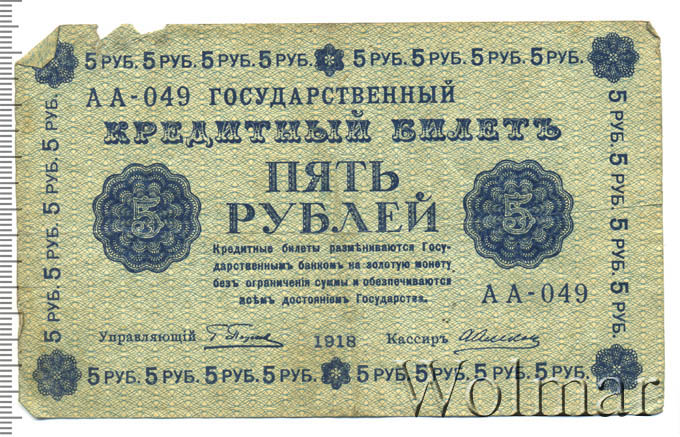 5 РУБ. 5 РУБ. 5 РУБ. 5 РУБ. 5 РУБ. 5 РУБ. 5 РУБ. 5 РУБ.
АА-049 ГОСУДАРСТВЕННЫЙ
КРЕДИТНЫЙ БИЛЕТЪ
ПЯТЬ
РУБЛЕЙ
5
5
Кредитные билеты размѣниваются Госу-
дарственнымъ банкомъ на золотую монету
безъ ограниченія суммы и обезпечиваются
всѣмъ достояніемъ Государства.
АА-049
Управляющій
1918
Кассиръ
5 РУБ. 5 РУБ. 5 РУБ. 5 РУБ. 5 РУБ. 5 РУБ. 5 РУБ. 5 РУБ.
5 РУБ. 5 РУБ. 5 РУБ. 5 РУБ. 5 РУБ.
5 РУБ. 5 РУБ. 5 РУБ. 5 РУБ. 5 РУБ.
Wolmar